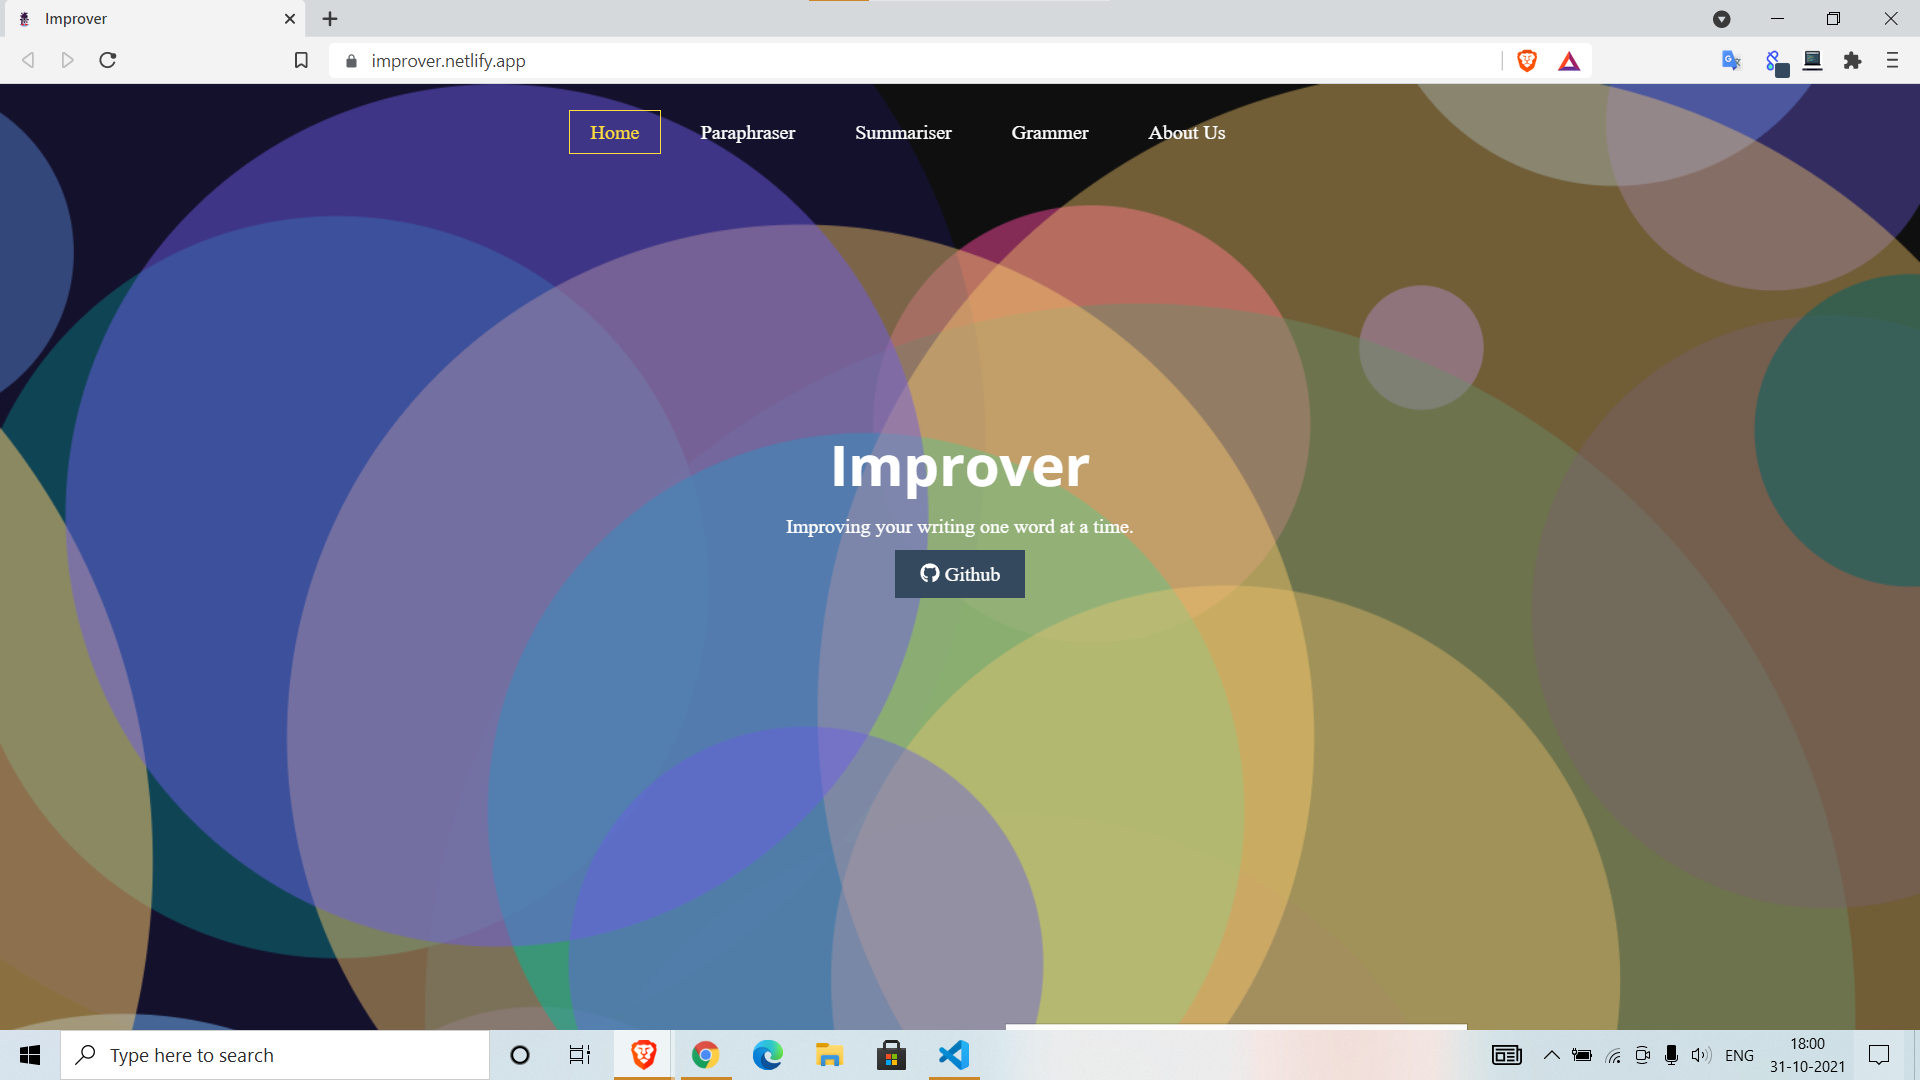 Improver
improver.netlify.app
Home Paraphraser Summariser Grammer About Us
Improver
Improving your writing one word at a time.
Github
Type here to search
ENG
18:00
31-10-2021